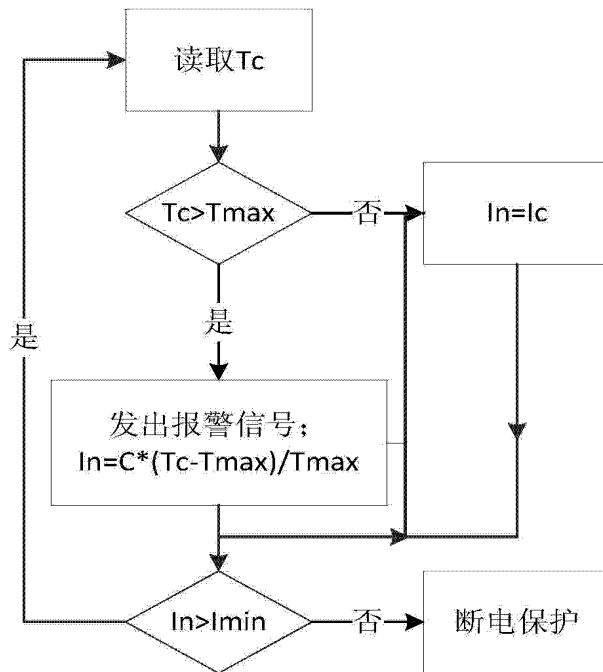 读取Tc
Tc>Tmax
否
In=Ic
是
是
发出报警信号；
In=C*(Tc-Tmax)/Tmax
In>Imin
否
断电保护